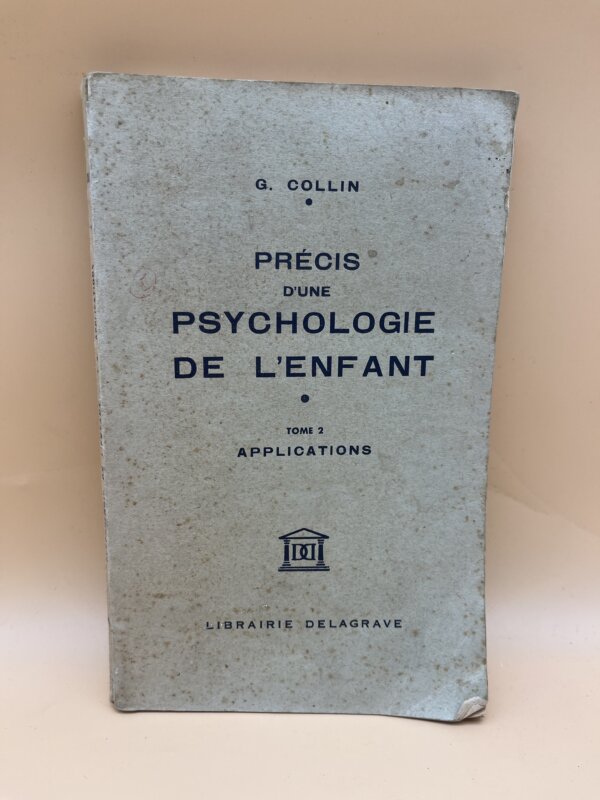 G. COLLIN
PRÉCIS
D'UNE
PSYCHOLOGIE
DE L'ENFANT
TOME 2
APPLICATIONS
LIBRAIRIE DELAGRAVE